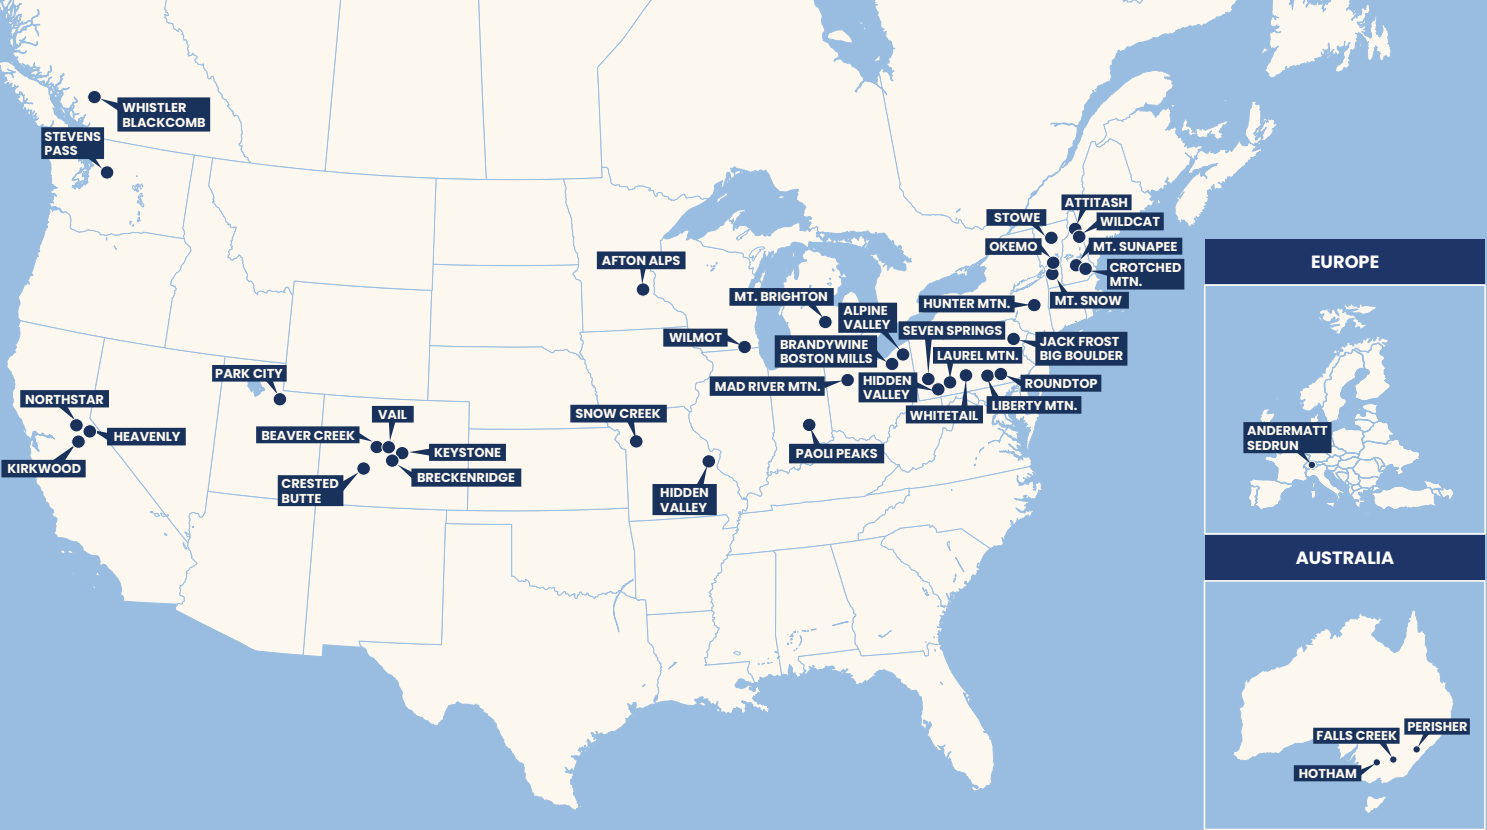 WHISTLER
BLACKCOMB
STEVENS
PASS
NORTHSTAR
HEAVENLY
KIRKWOOD
PARK CITY
VAIL
BEAVER CREEK
KEYSTONE
BRECKENRIDGE
CRESTED
BUTTE
AFTON ALPS
WILMOT
SNOW CREEK
HIDDEN
VALLEY
MT. BRIGHTON
ALPINE
VALLEY
BRANDYWINE
BOSTON MILLS
MAD RIVER MTN.
PAOLI PEAKS
HIDDEN
VALLEY
SEVEN SPRINGS
LAUREL MTN.
WHITETAIL
LIBERTY MTN.
ROUNDTOP
JACK FROST
BIG BOULDER
HUNTER MTN.
STOWE
OKEMO
ATTITASH
WILDCAT
MT. SUNAPEE
CROTCHED
MTN.
MT. SNOW
EUROPE
ANDERMATT
SEDRUN
AUSTRALIA
PERISHER
FALLS CREEK
HOTHAM